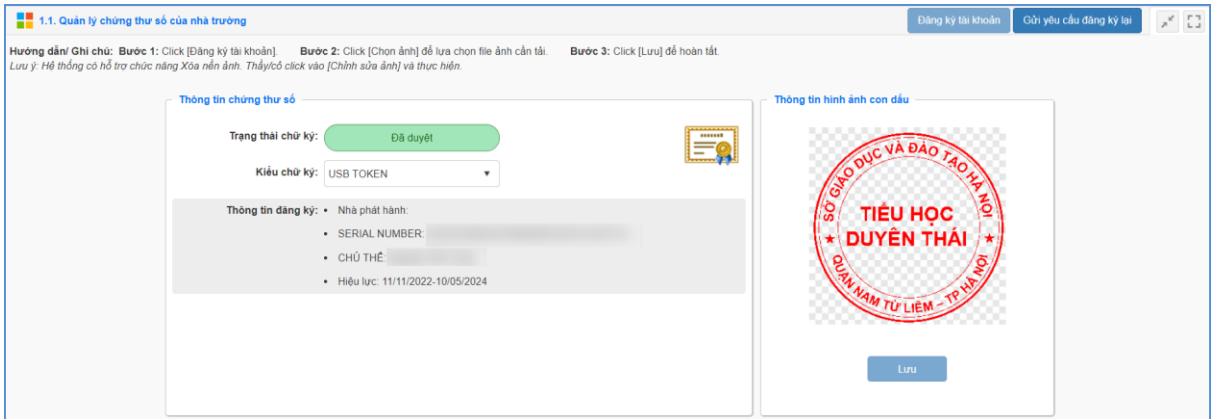 1.1. Quản lý chứng thư số của nhà trường
Đăng ký tài khoản
Gửi yêu cầu đăng ký lại
Hướng dẫn/ Ghi chú: Bước 1: Click [Đăng ký tài khoản]. Bước 2: Click [Chọn ảnh] để lựa chọn file ảnh cần tải. Bước 3: Click [Lưu] để hoàn tất.
Lưu ý: Hệ thống có hỗ trợ chức năng Xóa nền ảnh. Thầy/cô click vào [Chỉnh sửa ảnh] và thực hiện.
Thông tin chứng thư số
Trạng thái chữ ký: Đã duyệt
Kiểu chữ ký: USB TOKEN
Thông tin đăng ký: • Nhà phát hành:
• SERIAL NUMBER:
• CHỦ THỂ:
• Hiệu lực: 11/11/2022-10/05/2024
Thông tin hình ảnh con dấu
SỞ GIÁO DỤC VÀ ĐÀO TẠO HÀ NỘI
TIỂU HỌC
DUYÊN THÁI
QUẬN NAM TỪ LIÊM – TP HÀ NỘI
Lưu